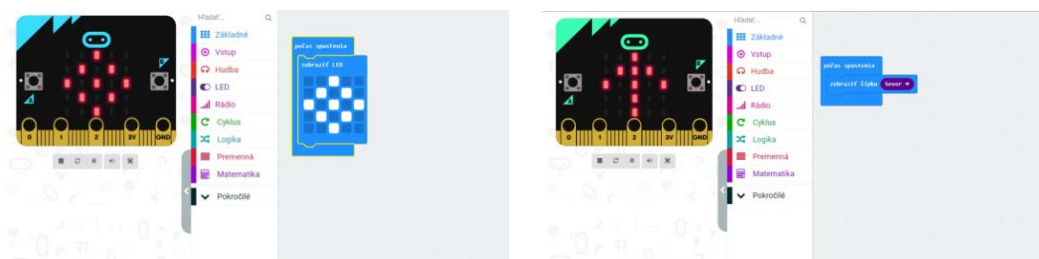 Hľadať...
Základné
Vstup
Hudba
LED
Rádio
Cyklus
Logika
Premenná
Matematika
Pokročilé
počas spustenia
zobraziť LED
A
B
0
1
2
3V
GND
Hľadať...
Základné
Vstup
Hudba
LED
Rádio
Cyklus
Logika
Premenná
Matematika
Pokročilé
počas spustenia
zobraziť šípku Sever
A
B
0
1
2
3V
GND